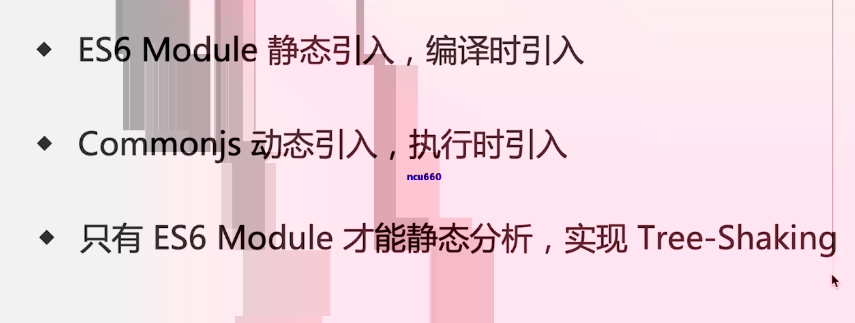 ES6 Module 静态引入，编译时引入
Commonjs 动态引入，执行时引入
ncu660
只有 ES6 Module 才能静态分析，实现 Tree-Shaking